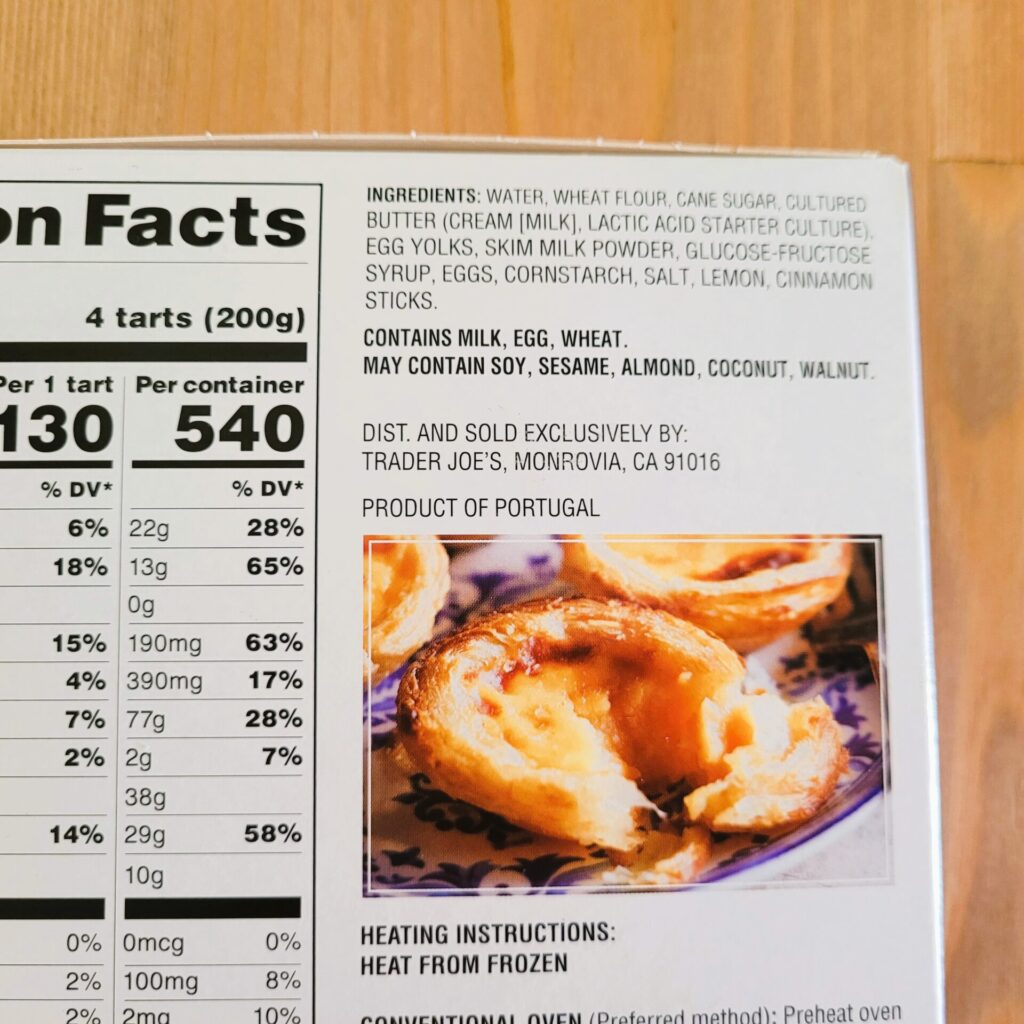 on Facts
4 tarts (200g)
Per 1 tart Per container
130 540
% DV* % DV*
6% 22g 28%
18% 13g 65%
0g
15% 190mg 63%
4% 390mg 17%
7% 77g 28%
2% 2g 7%
38g
14% 29g 58%
10g
0% 0mcg 0%
2% 100mg 8%
2% 2mg 10%
INGREDIENTS: WATER, WHEAT FLOUR, CANE SUGAR, CULTURED
BUTTER (CREAM [MILK], LACTIC ACID STARTER CULTURE),
EGG YOLKS, SKIM MILK POWDER, GLUCOSE-FRUCTOSE
SYRUP, EGGS, CORNSTARCH, SALT, LEMON, CINNAMON
STICKS.
CONTAINS MILK, EGG, WHEAT.
MAY CONTAIN SOY, SESAME, ALMOND, COCONUT, WALNUT.
DIST. AND SOLD EXCLUSIVELY BY:
TRADER JOE'S, MONROVIA, CA 91016
PRODUCT OF PORTUGAL
HEATING INSTRUCTIONS:
HEAT FROM FROZEN
CONVENTIONAL OVEN (Preferred method): Preheat oven